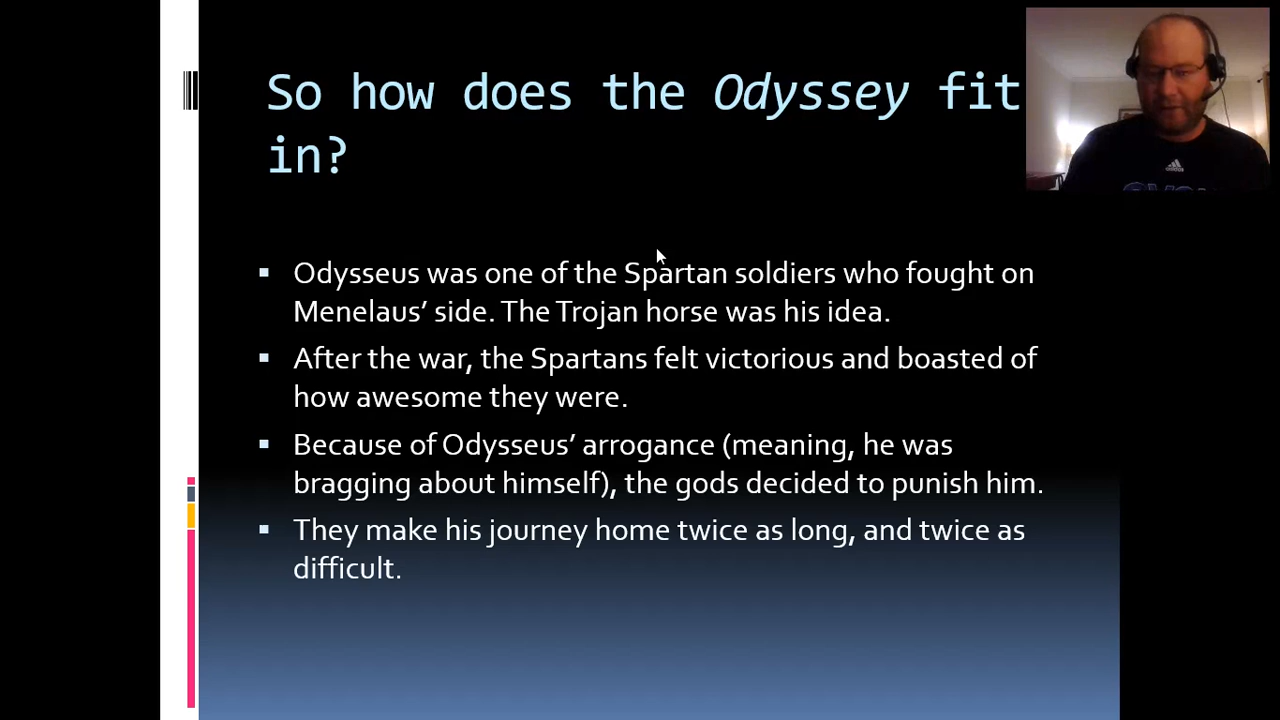 So how does the Odyssey fit
in?
Odysseus was one of the Spartan soldiers who fought on
Menelaus’ side. The Trojan horse was his idea.
After the war, the Spartans felt victorious and boasted of
how awesome they were.
Because of Odysseus’ arrogance (meaning, he was
bragging about himself), the gods decided to punish him.
They make his journey home twice as long, and twice as
difficult.
adidas